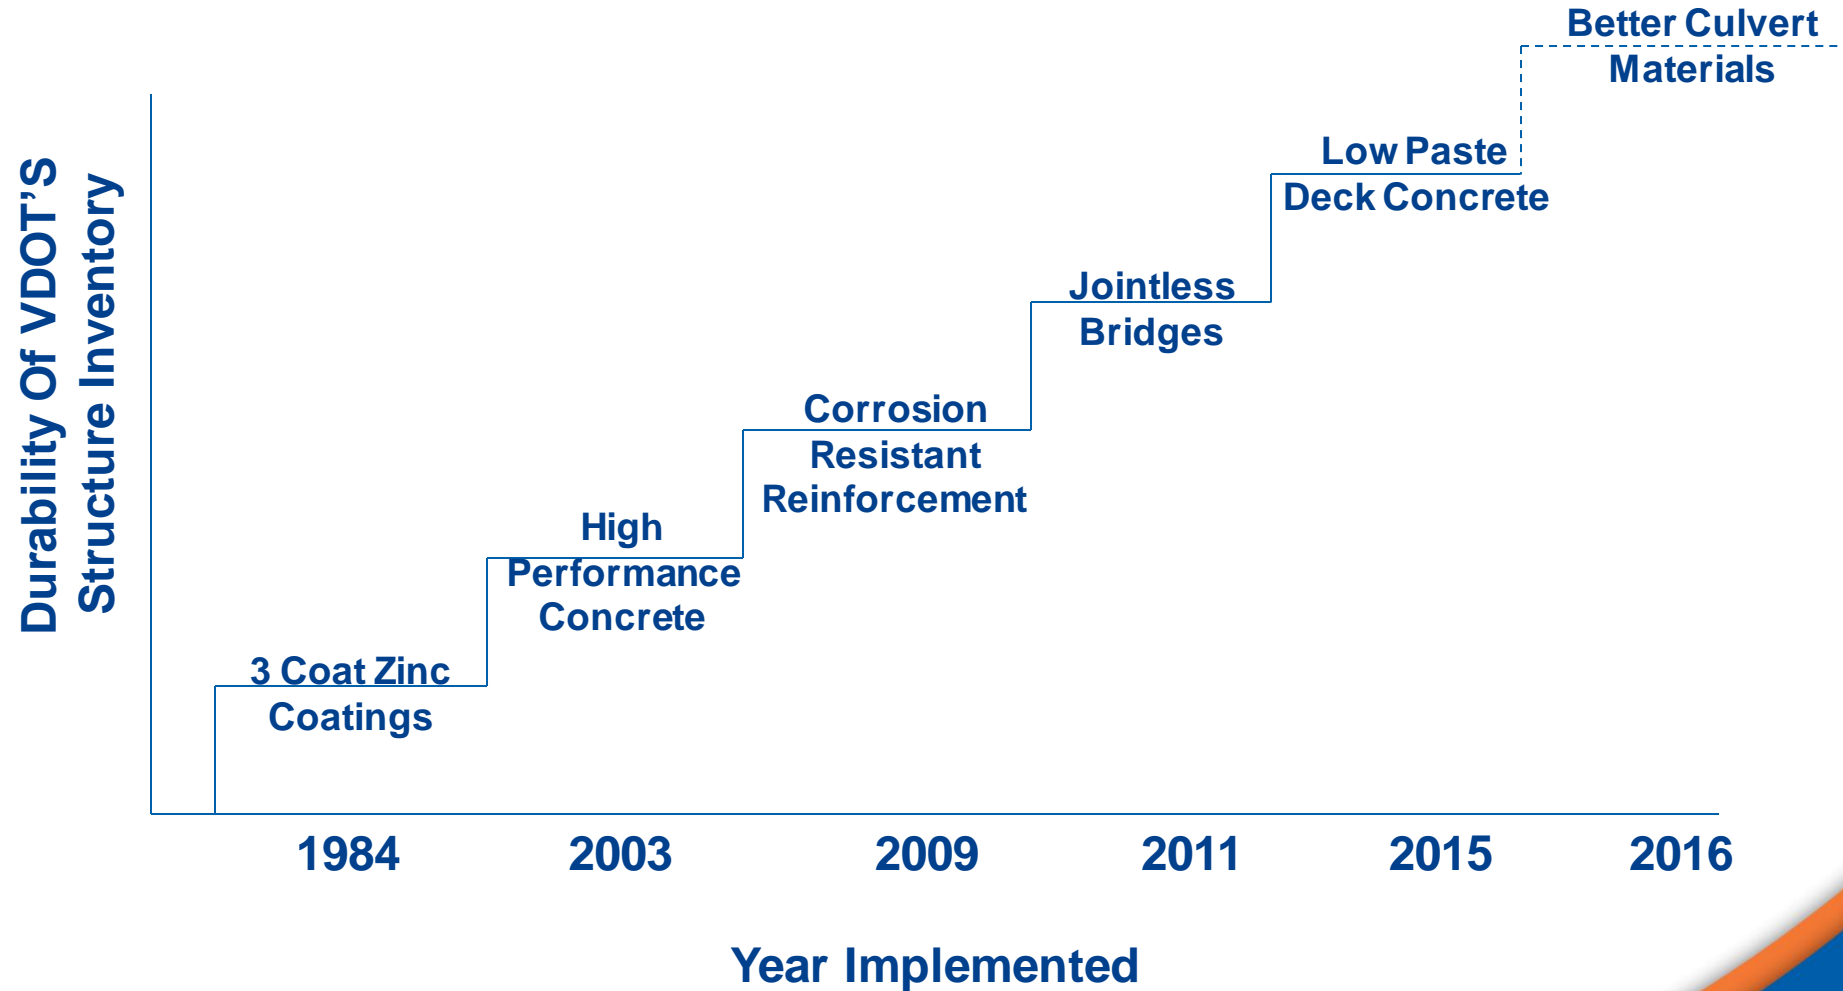 Better Culvert
Materials
Low Paste
Deck Concrete
Jointless
Bridges
Corrosion
Resistant
Reinforcement
High
Performance
Concrete
3 Coat Zinc
Coatings
Durability Of VDOT’S
Structure Inventory
1984 2003 2009 2011 2015 2016
Year Implemented